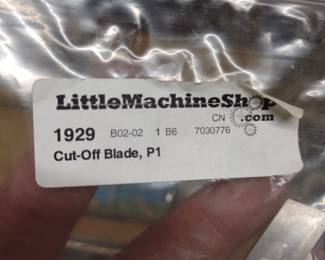 LittleMachineShop
CN .com
1929 B02-02 1 B6 7030776
Cut-Off Blade, P1